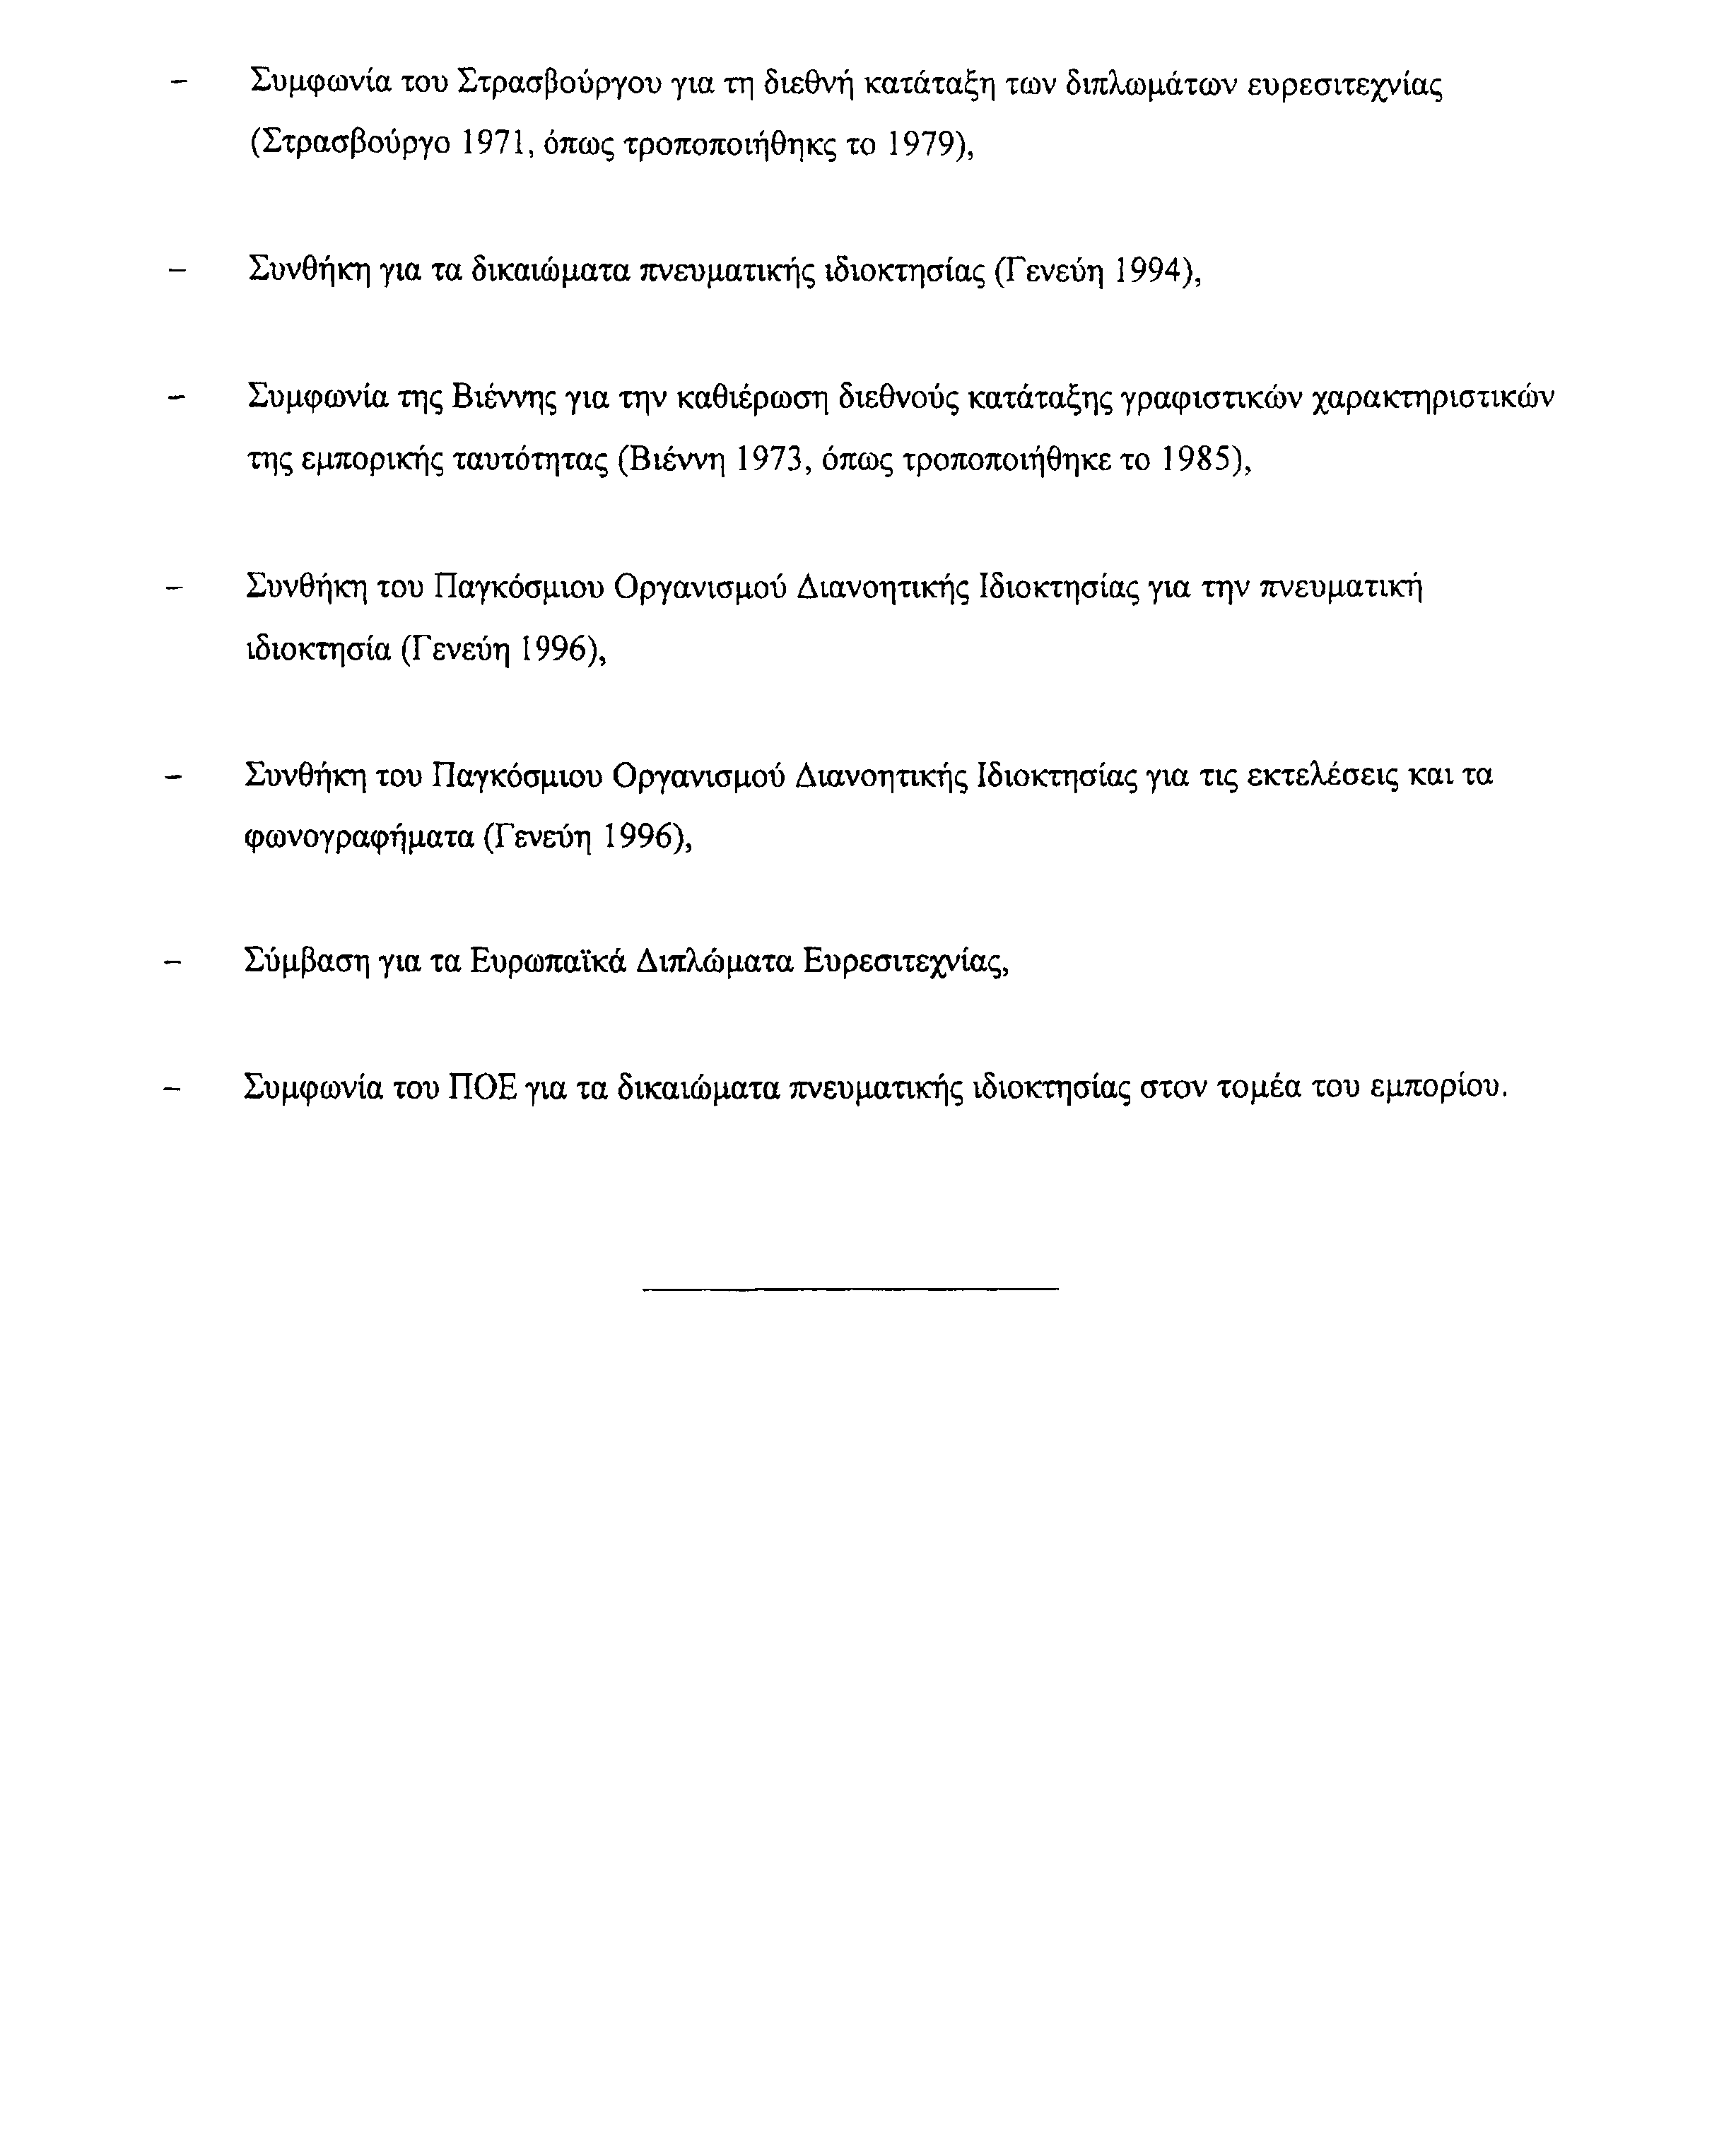 - Συμφωνία του Στρασβούργου για τη διεθνή κατάταξη των διπλωμάτων ευρεσιτεχνίας
(Στρασβούργο 1971, όπως τροποποιήθηκς το 1979),
- Συνθήκη για τα δικαιώματα πνευματικής ιδιοκτησίας (Γενεύη 1994),
- Συμφωνία της Βιέννης για την καθιέρωση διεθνούς κατάταξης γραφιστικών χαρακτηριστικών
της εμπορικής ταυτότητας (Βιέννη 1973, όπως τροποποιήθηκε το 1985),
- Συνθήκη του Παγκόσμιου Οργανισμού Διανοητικής Ιδιοκτησίας για την πνευματική
ιδιοκτησία (Γενεύη 1996),
- Συνθήκη του Παγκόσμιου Οργανισμού Διανοητικής Ιδιοκτησίας για τις εκτελέσεις και τα
φωνογραφήματα (Γενεύη 1996),
- Σύμβαση για τα Ευρωπαϊκά Διπλώματα Ευρεσιτεχνίας,
- Συμφωνία του ΠΟΕ για τα δικαιώματα πνευματικής ιδιοκτησίας στον τομέα του εμπορίου.